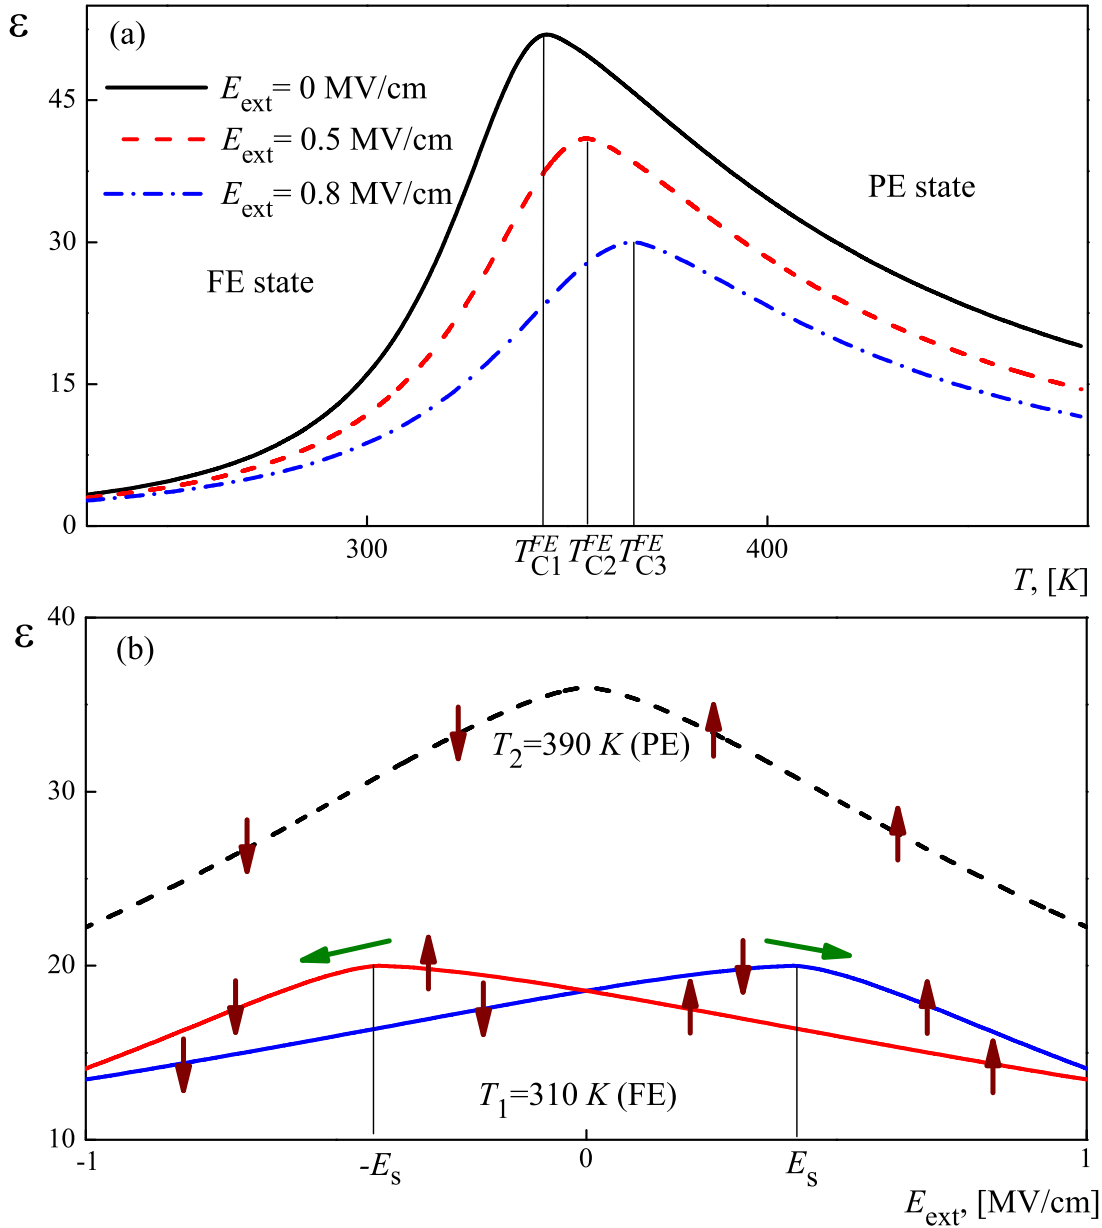 ε
(a)
45
30
15
0
E_ext= 0 MV/cm
E_ext= 0.5 MV/cm
E_ext= 0.8 MV/cm
PE state
FE state
300
T_C1^FE T_C2^FE T_C3^FE
400
T, [K]
ε
(b)
40
30
20
10
T_2=390 K (PE)
T_1=310 K (FE)
-1
-E_s
0
E_s
1
E_ext, [MV/cm]